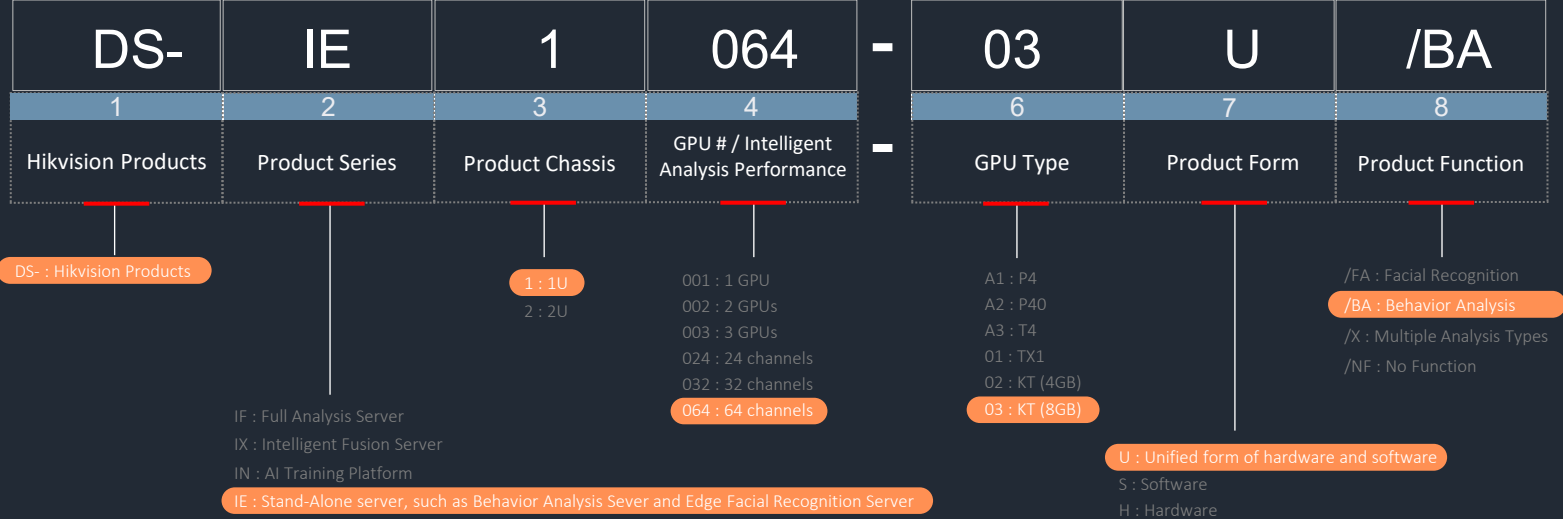 DS- IE 1 064 - 03 U /BA
1 2 3 4 6 7 8
Hikvision Products
Product Series
Product Chassis
GPU # / Intelligent
Analysis Performance
-
GPU Type
Product Form
Product Function
DS- : Hikvision Products
IF : Full Analysis Server
IX : Intelligent Fusion Server
IN : AI Training Platform
IE : Stand-Alone server, such as Behavior Analysis Sever and Edge Facial Recognition Server
1 : 1U
2 : 2U
001 : 1 GPU
002 : 2 GPUs
003 : 3 GPUs
024 : 24 channels
032 : 32 channels
064 : 64 channels
A1 : P4
A2 : P40
A3 : T4
01 : TX1
02 : KT (4GB)
03 : KT (8GB)
U : Unified form of hardware and software
S : Software
H : Hardware
/FA : Facial Recognition
/BA : Behavior Analysis
/X : Multiple Analysis Types
/NF : No Function